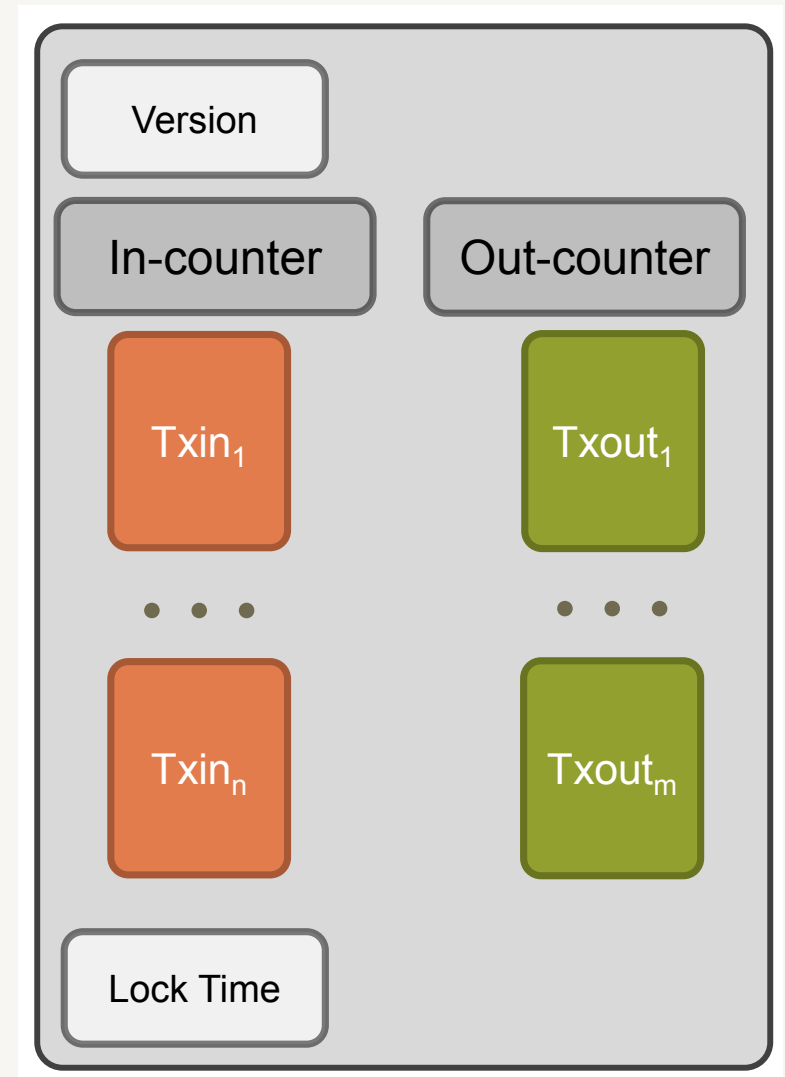 Version
In-counter
Out-counter
Txin₁
Txout₁
• • •
• • •
Txinₙ
Txoutₘ
Lock Time